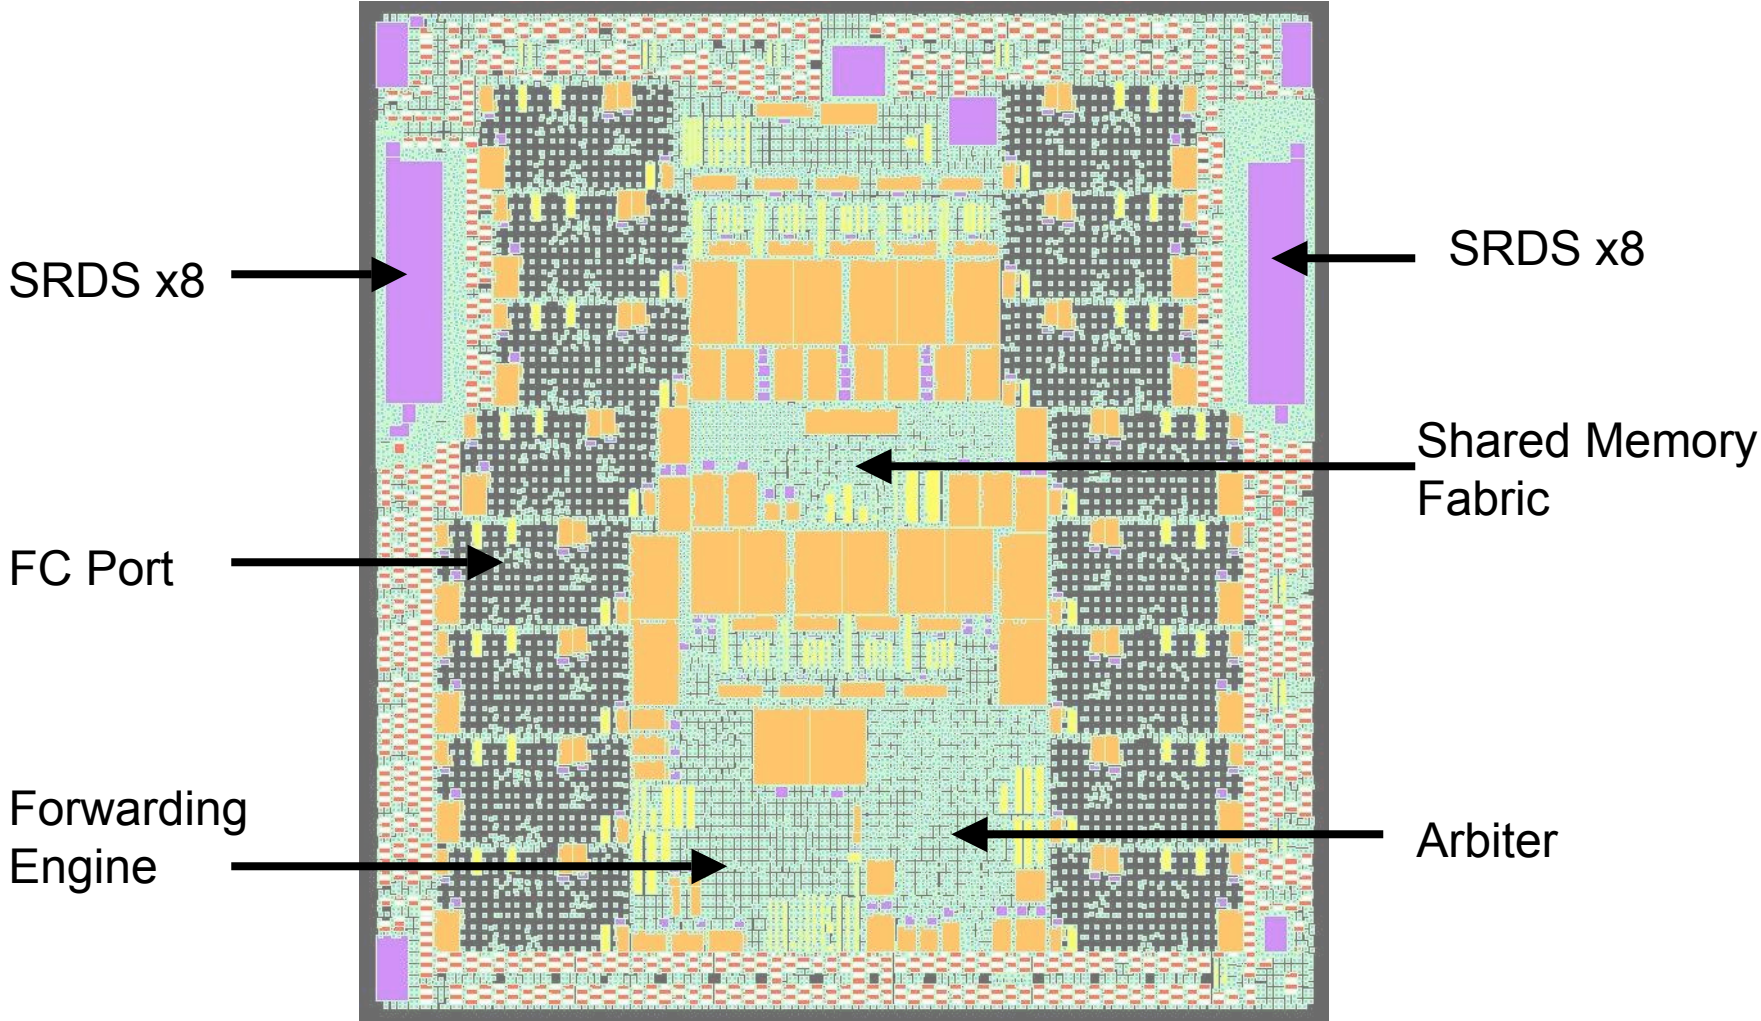 SRDS x8
SRDS x8
Shared Memory
Fabric
FC Port
Forwarding
Engine
Arbiter